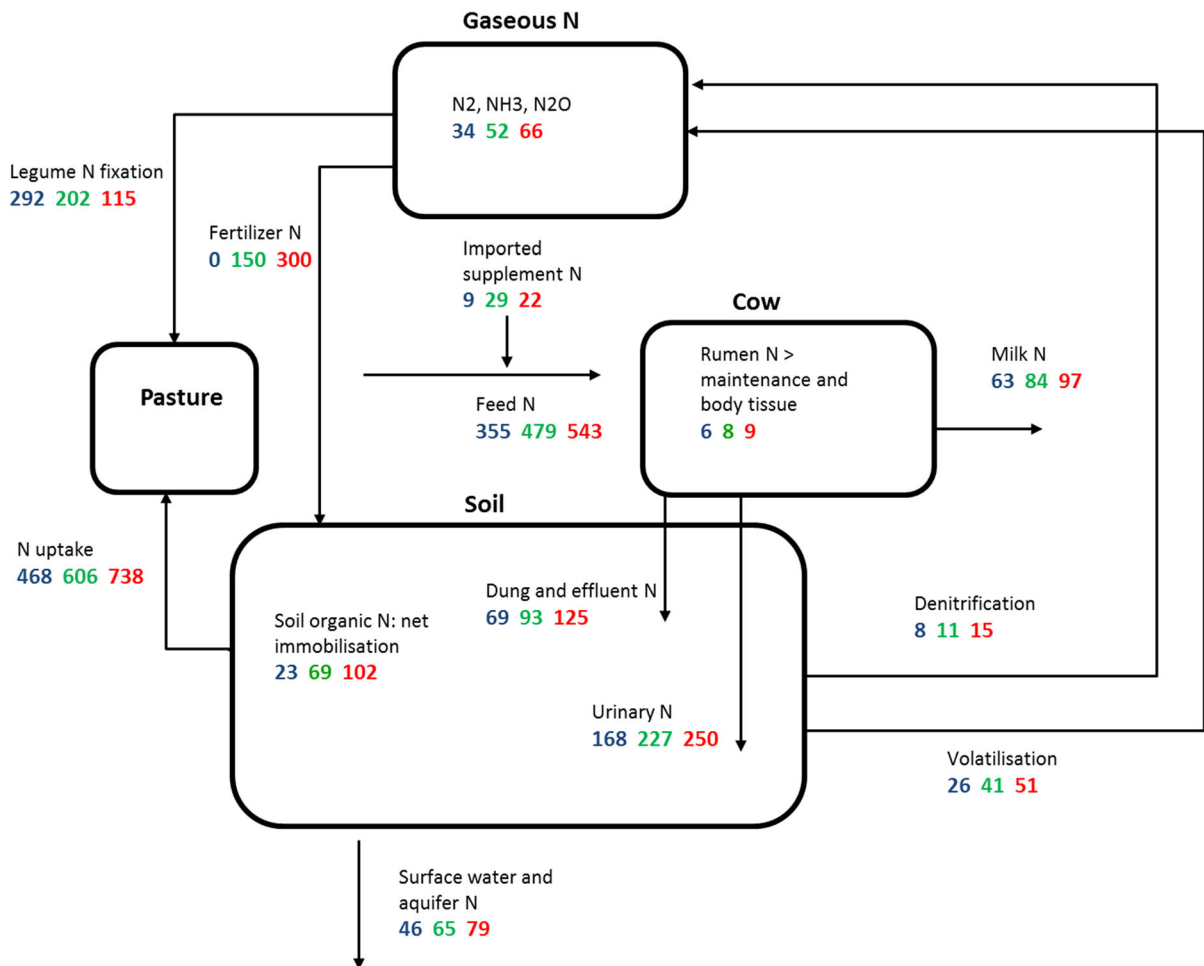 Gaseous N
N2, NH3, N2O
34 52 66
Legume N fixation
292 202 115
Fertilizer N
0 150 300
Imported
supplement N
9 29 22
Cow
Rumen N >
maintenance and
body tissue
6 8 9
Milk N
63 84 97
Pasture
Feed N
355 479 543
Soil
N uptake
468 606 738
Dung and effluent N
69 93 125
Soil organic N: net
immobilisation
23 69 102
Denitrification
8 11 15
Urinary N
168 227 250
Volatilisation
26 41 51
Surface water and
aquifer N
46 65 79